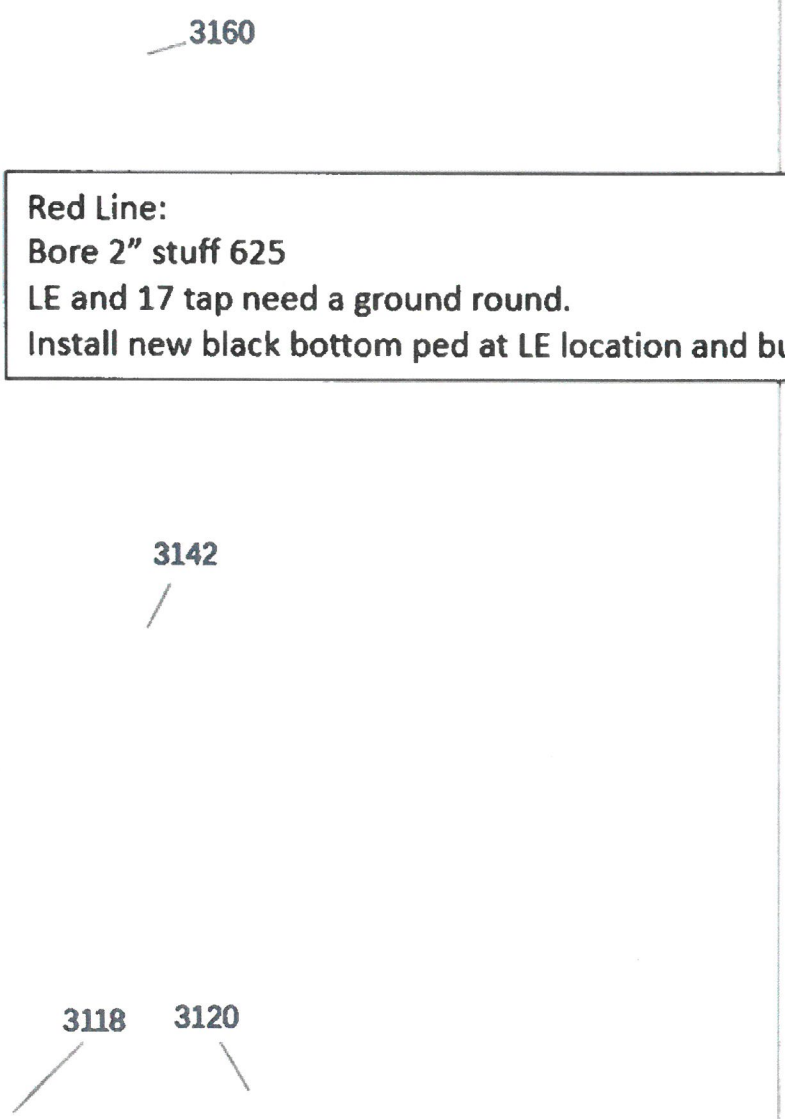 3160
Red Line:
Bore 2" stuff 625
LE and 17 tap need a ground round.
Install new black bottom ped at LE location and
3142
3118 3120